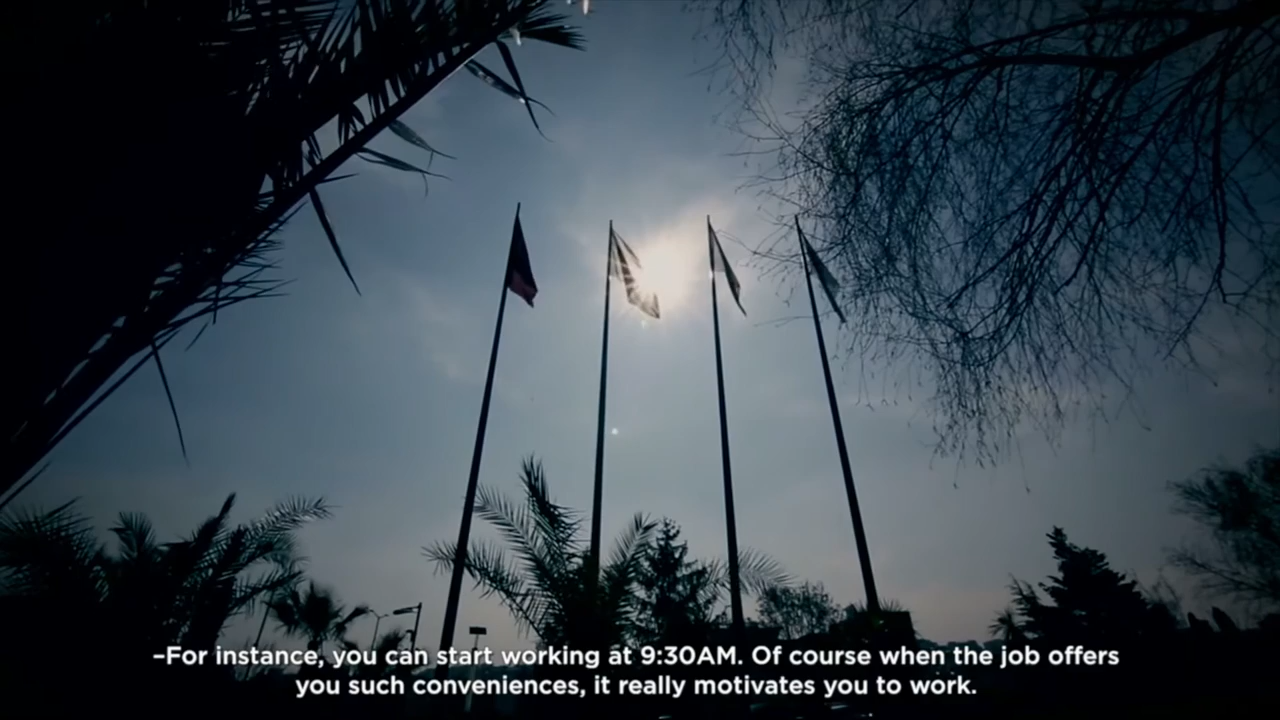 –For instance, you can start working at 9:30AM. Of course when the job offers
you such conveniences, it really motivates you to work.